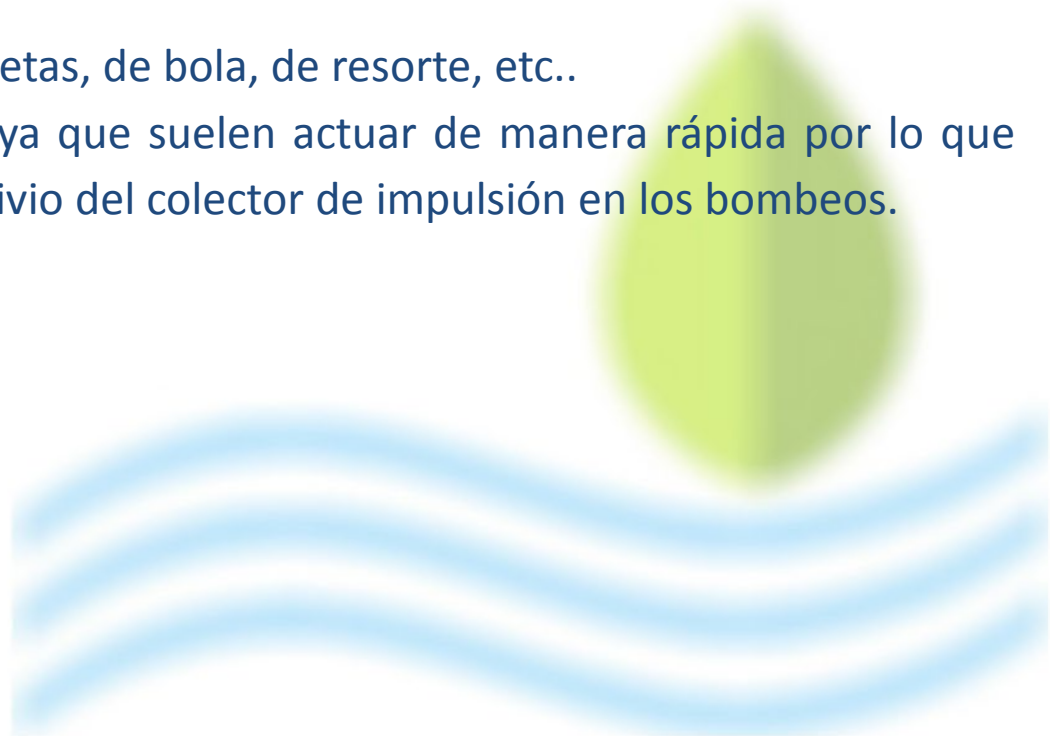 etas, de bola, de resorte, etc..
ya que suelen actuar de manera rápida por lo que
ivio del colector de impulsión en los bombeos.